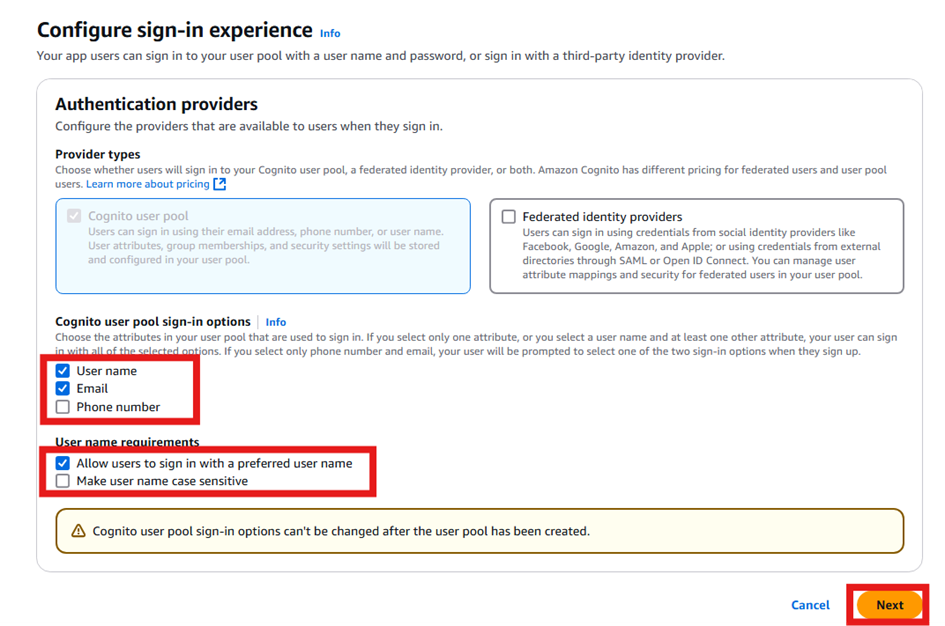 Configure sign-in experience Info
Your app users can sign in to your user pool with a user name and password, or sign in with a third-party identity provider.
Authentication providers
Configure the providers that are available to users when they sign in.
Provider types
Choose whether users will sign in to your Cognito user pool, a federated identity provider, or both. Amazon Cognito has different pricing for federated users and user pool
users. Learn more about pricing
Cognito user pool
Users can sign in using their email address, phone number, or user name.
User attributes, group memberships, and security settings will be stored
and configured in your user pool.
Federated identity providers
Users can sign in using credentials from social identity providers like
Facebook, Google, Amazon, and Apple; or using credentials from external
directories through SAML or Open ID Connect. You can manage user
attribute mappings and security for federated users in your user pool.
Cognito user pool sign-in options Info
Choose the attributes in your user pool that are used to sign in. If you select only one attribute, or you select a user name and at least one other attribute, your user can sign
in with all of the selected options. If you select only phone number and email, your user will be prompted to select one of the two sign-in options when they sign up.
User name
Email
Phone number
User name requirements
Allow users to sign in with a preferred user name
Make user name case sensitive
Cognito user pool sign-in options can't be changed after the user pool has been created.
Cancel Next